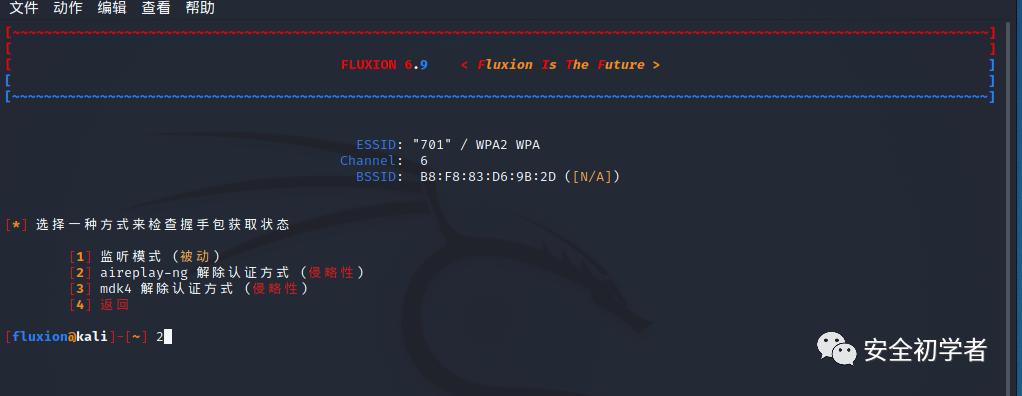 文件 动作 编辑 查看 帮助
[~~~~~~~~~~~~~~~~~~~~~~~~~~~~~~~~~~~~~~~~~~~~~~~~~~~~~~~~~~~~~~~~~~~~~~~~~~~~~~~~~~~~~~~~~~~~~~~~~~~~~~~~~~~~~~~~~~~~~~~~~~]
[ ]
[ FLUXION 6.9 < Fluxion Is The Future > ]
[ ]
[~~~~~~~~~~~~~~~~~~~~~~~~~~~~~~~~~~~~~~~~~~~~~~~~~~~~~~~~~~~~~~~~~~~~~~~~~~~~~~~~~~~~~~~~~~~~~~~~~~~~~~~~~~~~~~~~~~~~~~~~~~]
ESSID: "701" / WPA2 WPA
Channel: 6
BSSID: B8:F8:83:D6:9B:2D ([N/A])
[*] 选择一种方式来检查握手包获取状态
[1] 监听模式 (被动)
[2] aireplay-ng 解除认证方式 (侵略性)
[3] mdk4 解除认证方式 (侵略性)
[4] 返回
[fluxion@kali]-[~] 2
安全初学者